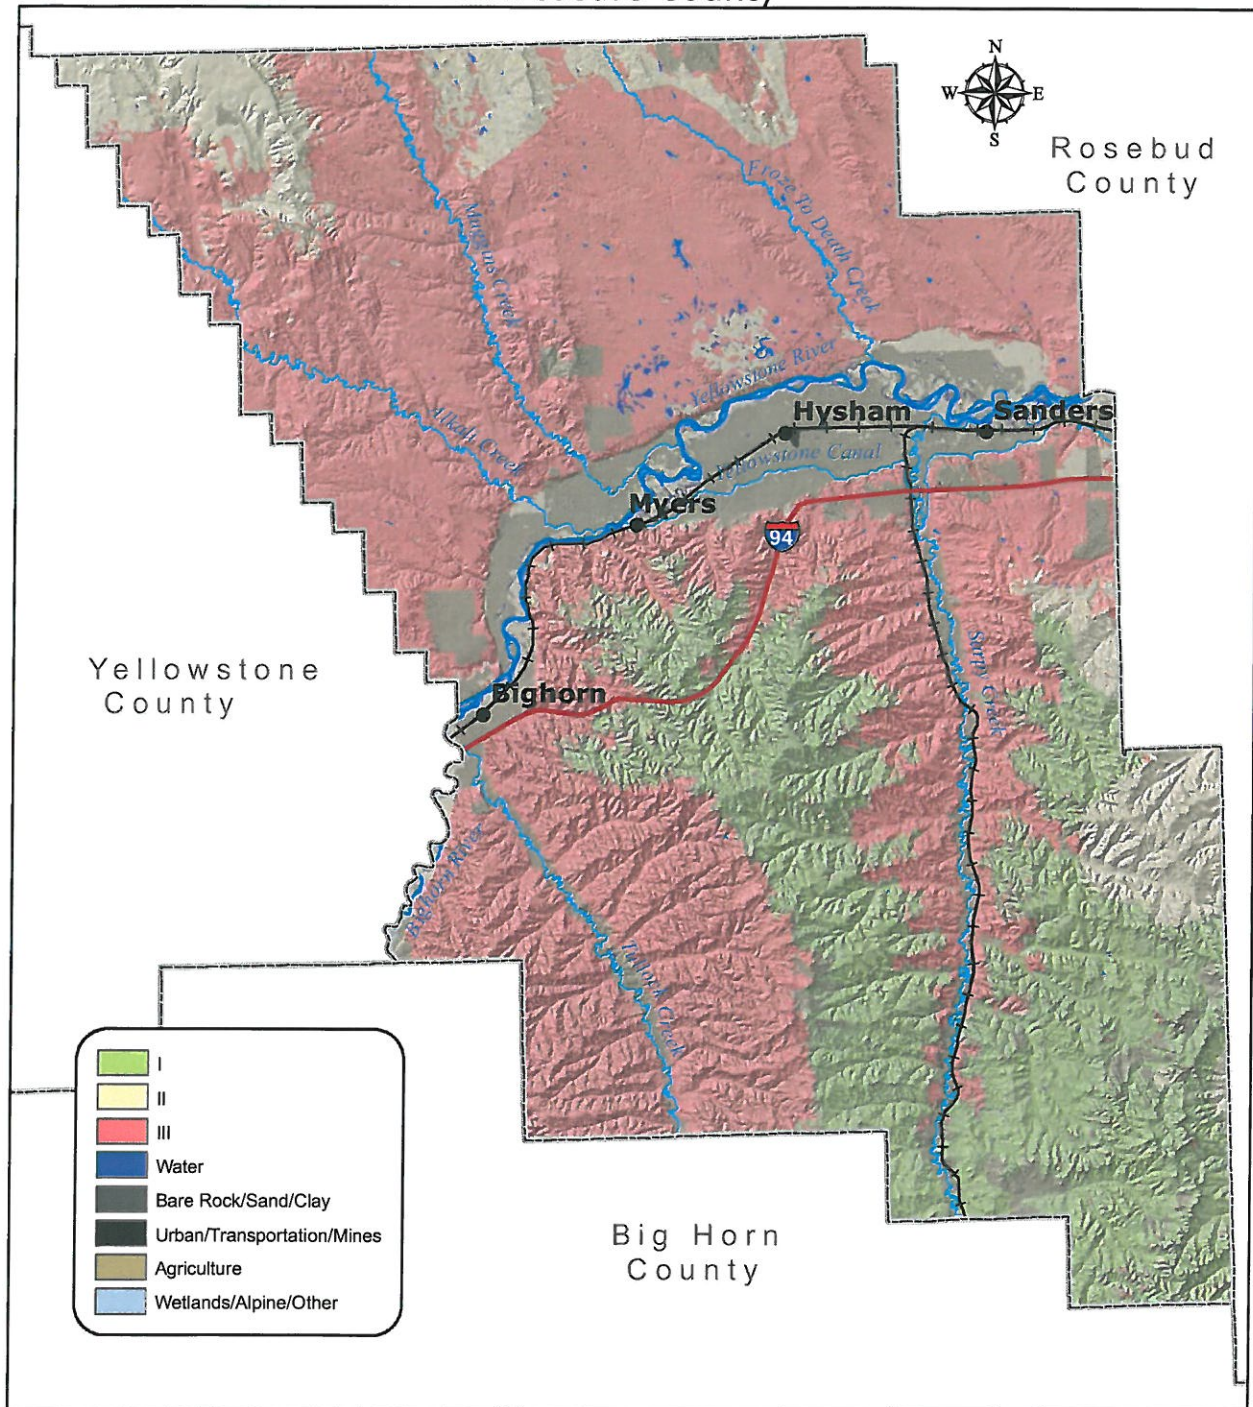 N
W E
S
Rosebud
County
Froze To Death Creek
Muggins Creek
Yellowstone River
Hysham
Sanders
Alkali Creek
Yellowstone Canal
Myers
94
Sarpy Creek
Yellowstone
County
Bighorn
Bighorn River
Tullock Creek
I
II
III
Water
Bare Rock/Sand/Clay
Urban/Transportation/Mines
Agriculture
Wetlands/Alpine/Other
Big Horn
County